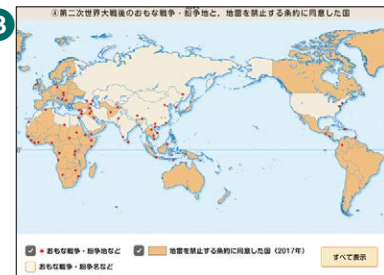 3
④第二次世界大戦後のおもな戦争・紛争地と,地雷を禁止する条約に同意した国
0°
おもな戦争・紛争地など 地雷を禁止する条約に同意した国(2017年)
おもな戦争・紛争名など
すべて表示